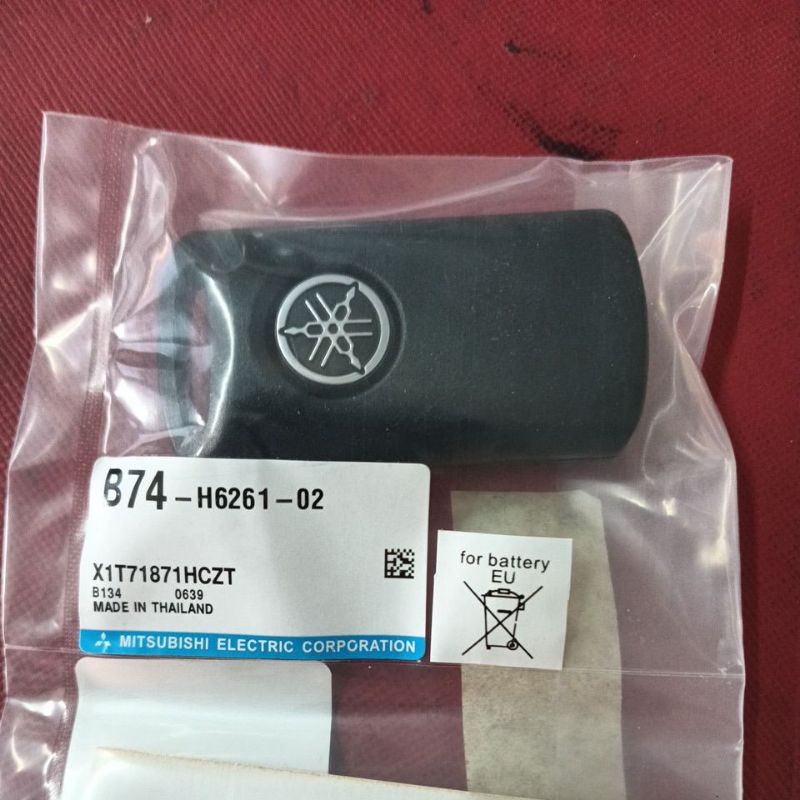 B74-H6261-02
X1T71871HCZT
B134 0639
MADE IN THAILAND
MITSUBISHI ELECTRIC CORPORATION
for battery
EU